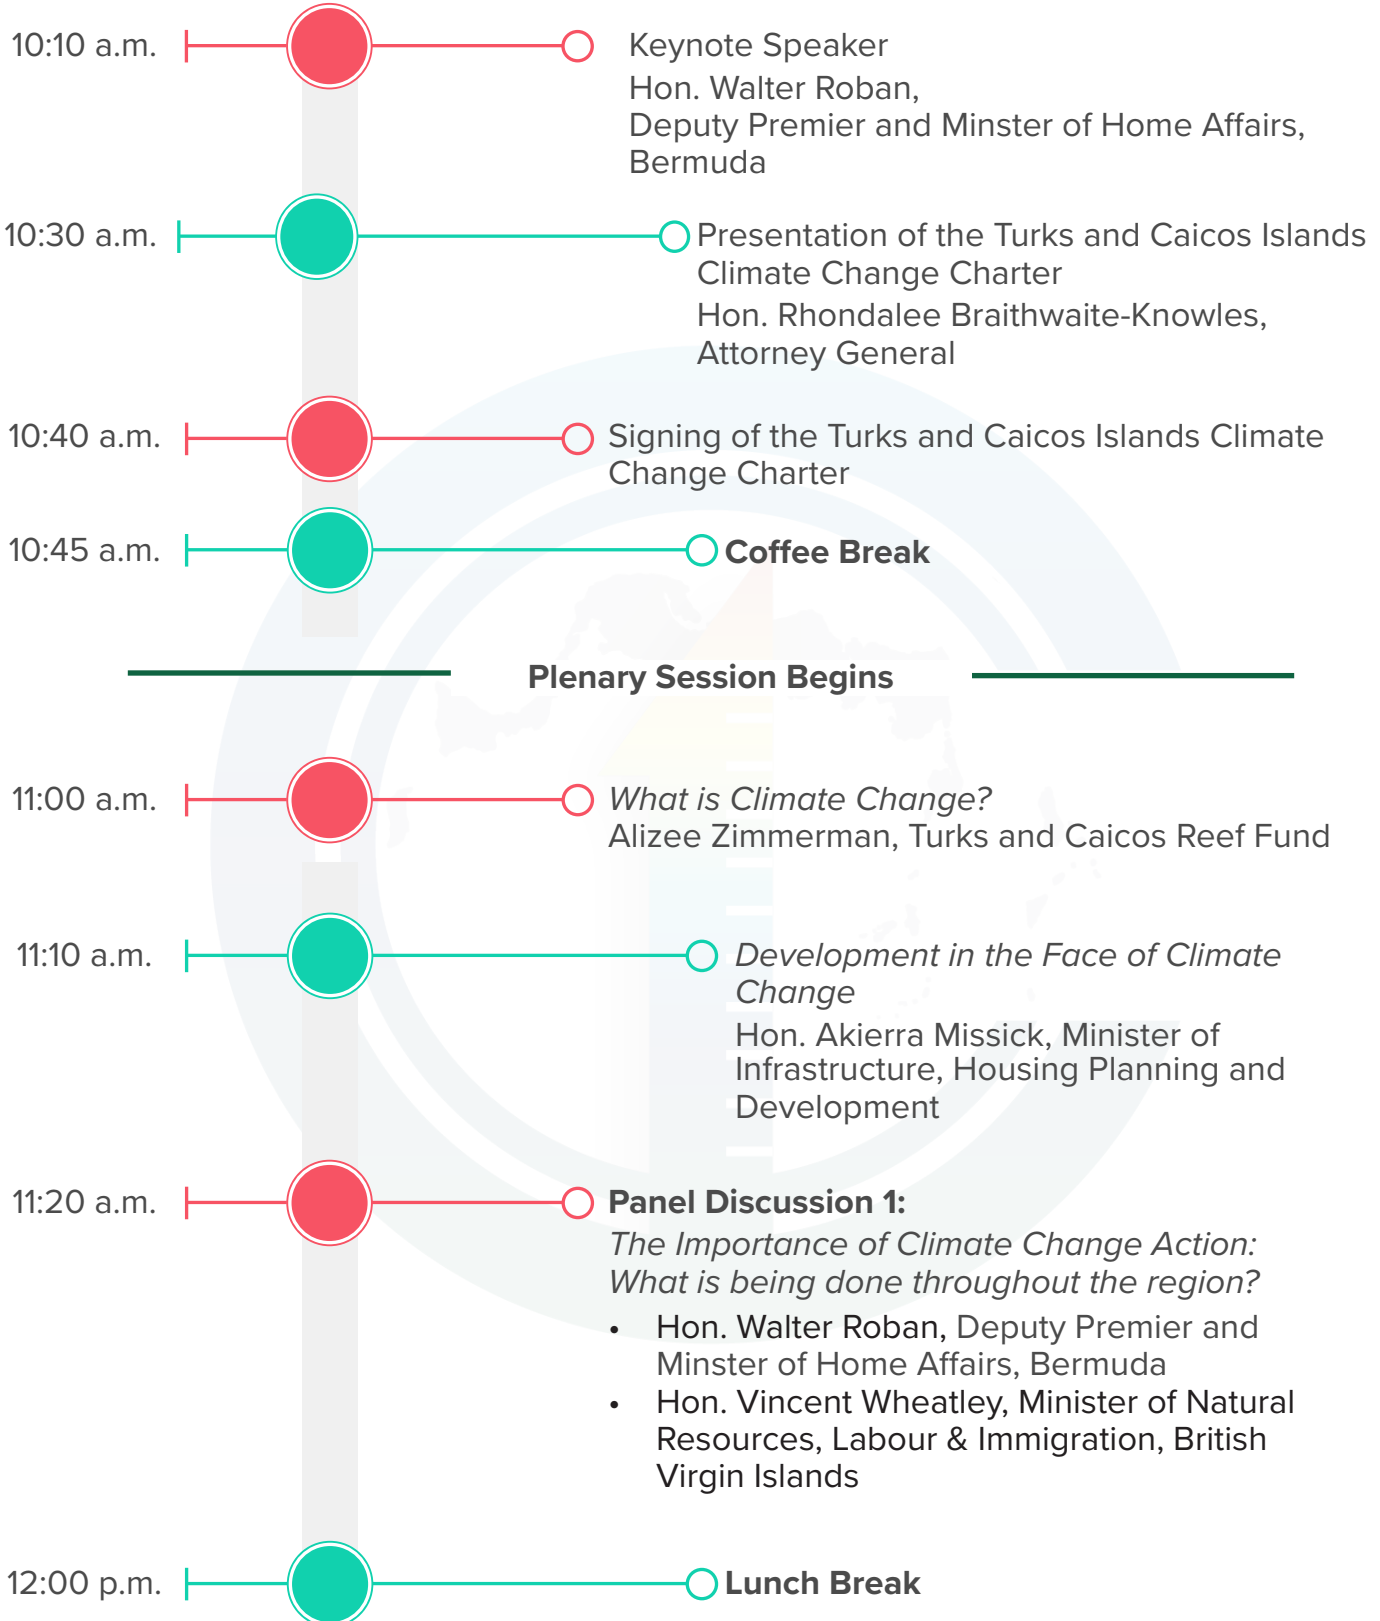 10:10 a.m.
Keynote Speaker
Hon. Walter Roban,
Deputy Premier and Minster of Home Affairs,
Bermuda
10:30 a.m.
Presentation of the Turks and Caicos Islands
Climate Change Charter
Hon. Rhondalee Braithwaite-Knowles,
Attorney General
10:40 a.m.
Signing of the Turks and Caicos Islands Climate
Change Charter
10:45 a.m.
Coffee Break
Plenary Session Begins
11:00 a.m.
What is Climate Change?
Alizee Zimmerman, Turks and Caicos Reef Fund
11:10 a.m.
Development in the Face of Climate
Change
Hon. Akierra Missick, Minister of
Infrastructure, Housing Planning and
Development
11:20 a.m.
Panel Discussion 1:
The Importance of Climate Change Action:
What is being done throughout the region?
• Hon. Walter Roban, Deputy Premier and
Minster of Home Affairs, Bermuda
• Hon. Vincent Wheatley, Minister of Natural
Resources, Labour & Immigration, British
Virgin Islands
12:00 p.m.
Lunch Break